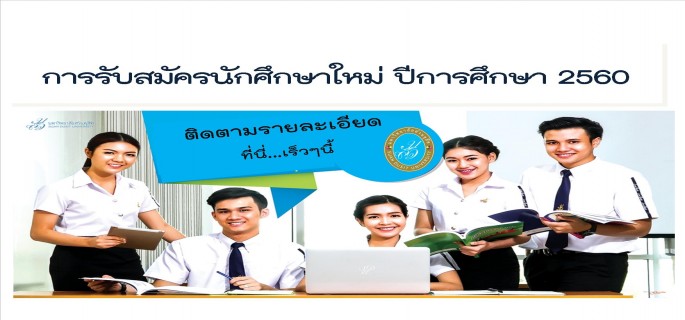 การรับสมัครนักศึกษาใหม่ ปีการศึกษา 2560
ติดตามรายละเอียด
ที่นี่...เร็วๆนี้